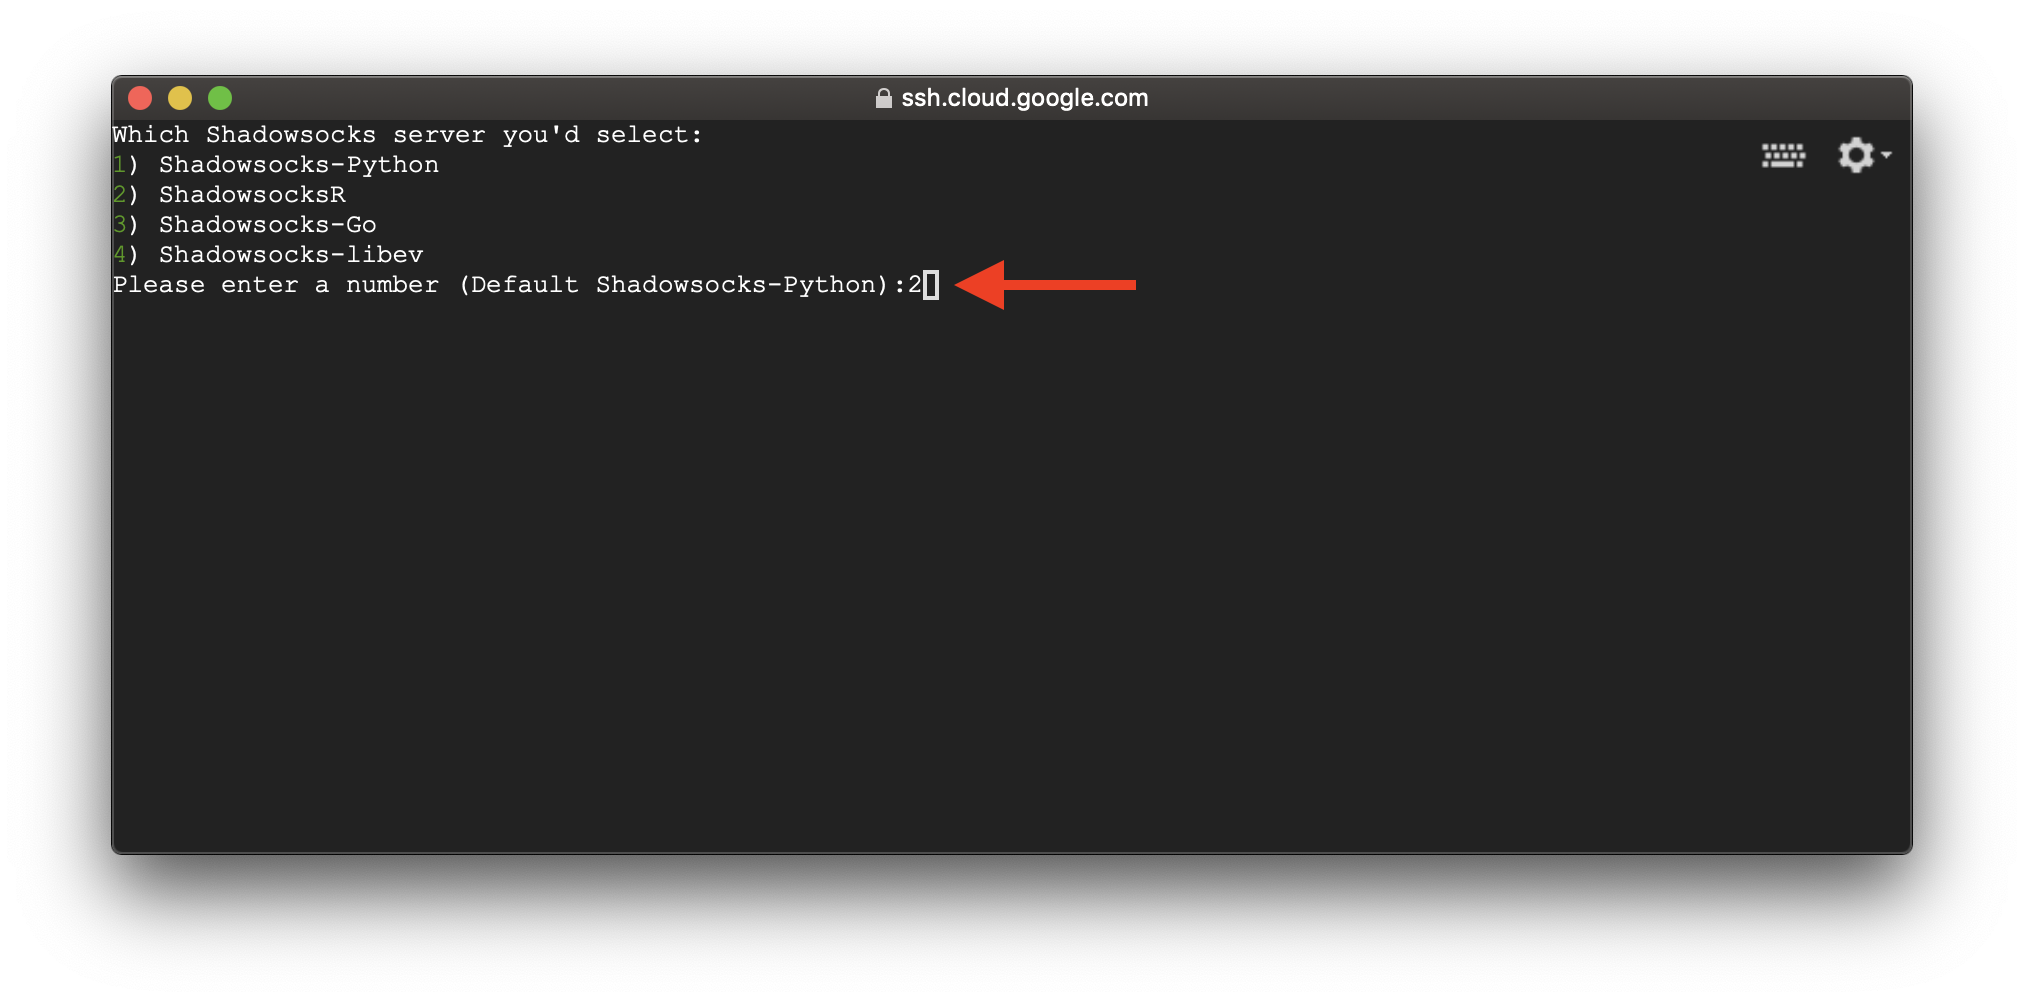 ssh.cloud.google.com
Which Shadowsocks server you'd select:
1) Shadowsocks-Python
2) ShadowsocksR
3) Shadowsocks-Go
4) Shadowsocks-libev
Please enter a number (Default Shadowsocks-Python):2